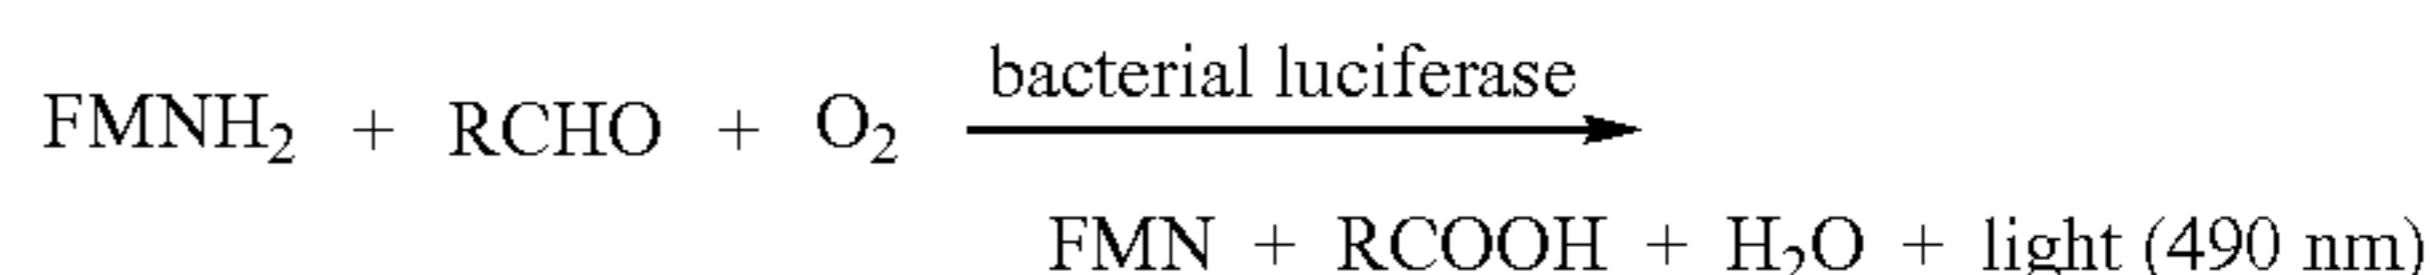 bacterial luciferase
FMNH₂ + RCHO + O₂
FMN + RCOOH + H₂O + light (490 nm)